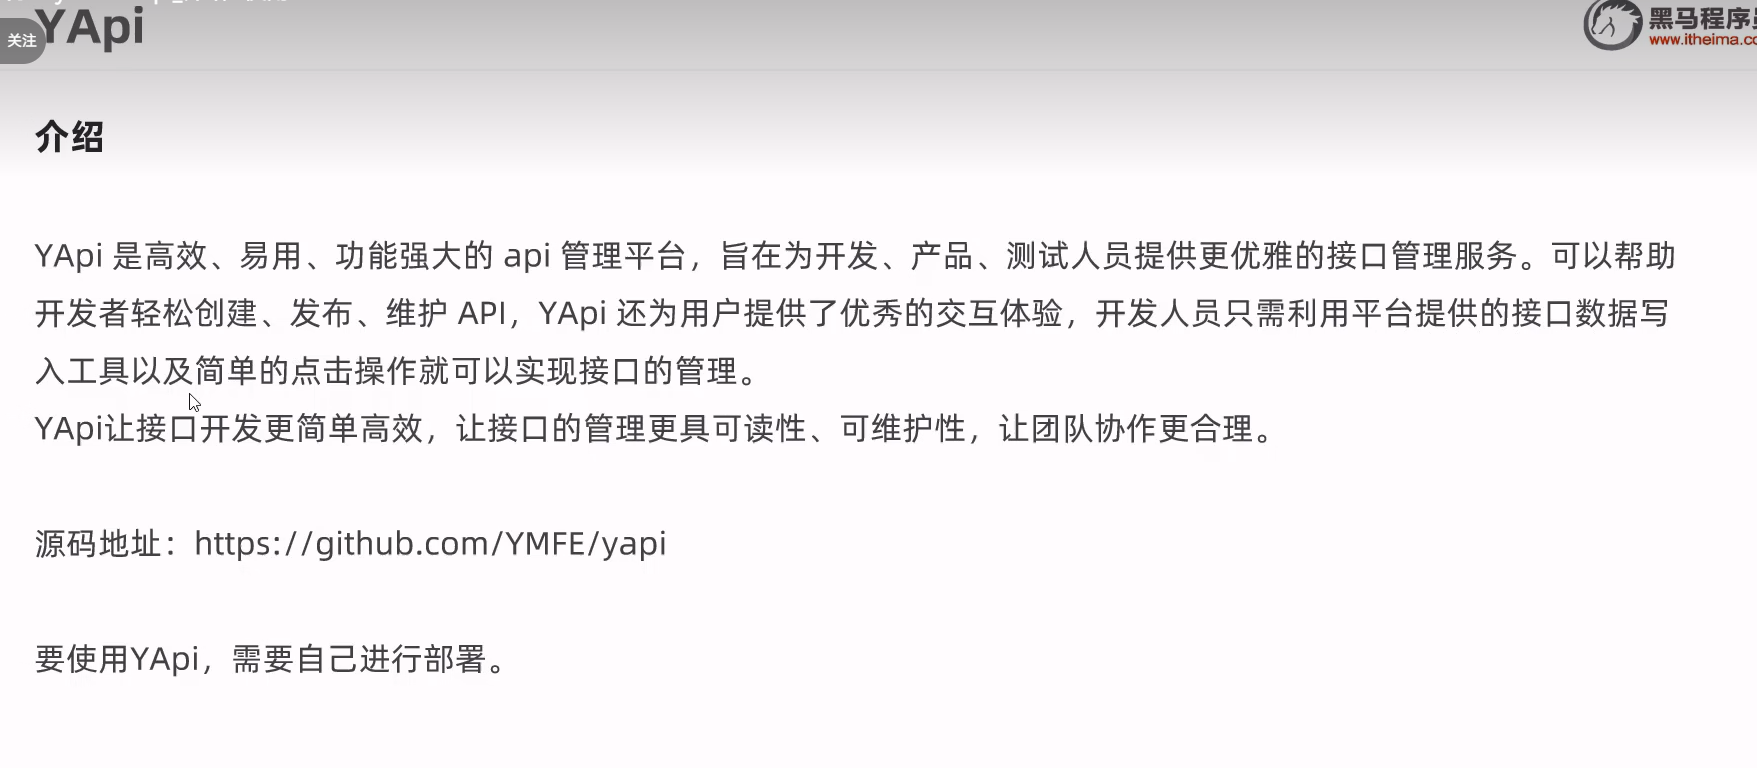 YApi
关注
黑马程序员
www.itheima.co
介绍
YApi 是高效、易用、功能强大的 api 管理平台，旨在为开发、产品、测试人员提供更优雅的接口管理服务。可以帮助
开发者轻松创建、发布、维护 API，YApi 还为用户提供了优秀的交互体验，开发人员只需利用平台提供的接口数据写
入工具以及简单的点击操作就可以实现接口的管理。
YApi让接口开发更简单高效，让接口的管理更具可读性、可维护性，让团队协作更合理。
源码地址：https://github.com/YMFE/yapi
要使用YApi，需要自己进行部署。